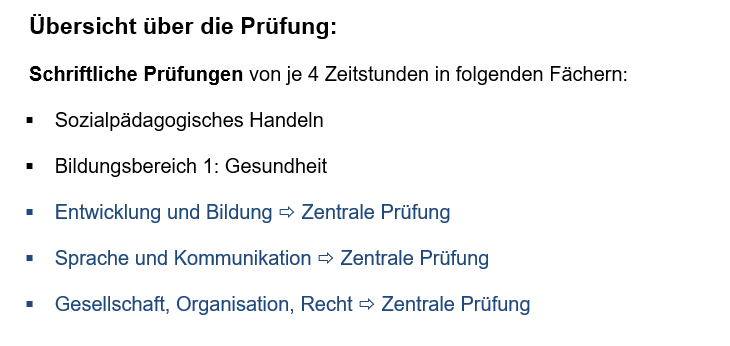 Übersicht über die Prüfung:
Schriftliche Prüfungen von je 4 Zeitstunden in folgenden Fächern:
▪ Sozialpädagogisches Handeln
▪ Bildungsbereich 1: Gesundheit
▪ Entwicklung und Bildung ⇨ Zentrale Prüfung
▪ Sprache und Kommunikation ⇨ Zentrale Prüfung
▪ Gesellschaft, Organisation, Recht ⇨ Zentrale Prüfung